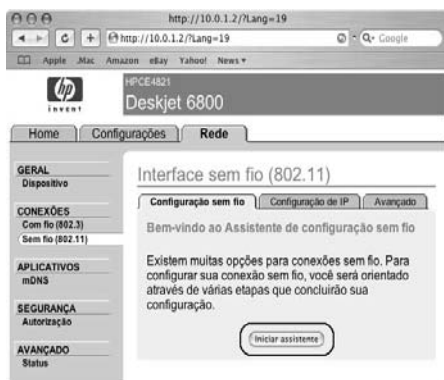 http://10.0.1.2/?Lang=19
http://10.0.1.2/?Lang=19
Google
Apple .Mac Amazon eBay Yahoo! News
hp
invent
HPCE4821
Deskjet 6800
Home Configurações Rede
GERAL
Dispositivo
CONEXÕES
Com fio (802.3)
Sem fio (802.11)
APLICATIVOS
mDNS
SEGURANÇA
Autorização
AVANÇADO
Status
Interface sem fio (802.11)
Configuração sem fio Configuração de IP Avançado
Bem-vindo ao Assistente de configuração sem fio
Existem muitas opções para conexões sem fio. Para
configurar sua conexão sem fio, você será orientado
através de várias etapas que concluirão sua
configuração.
Iniciar assistente